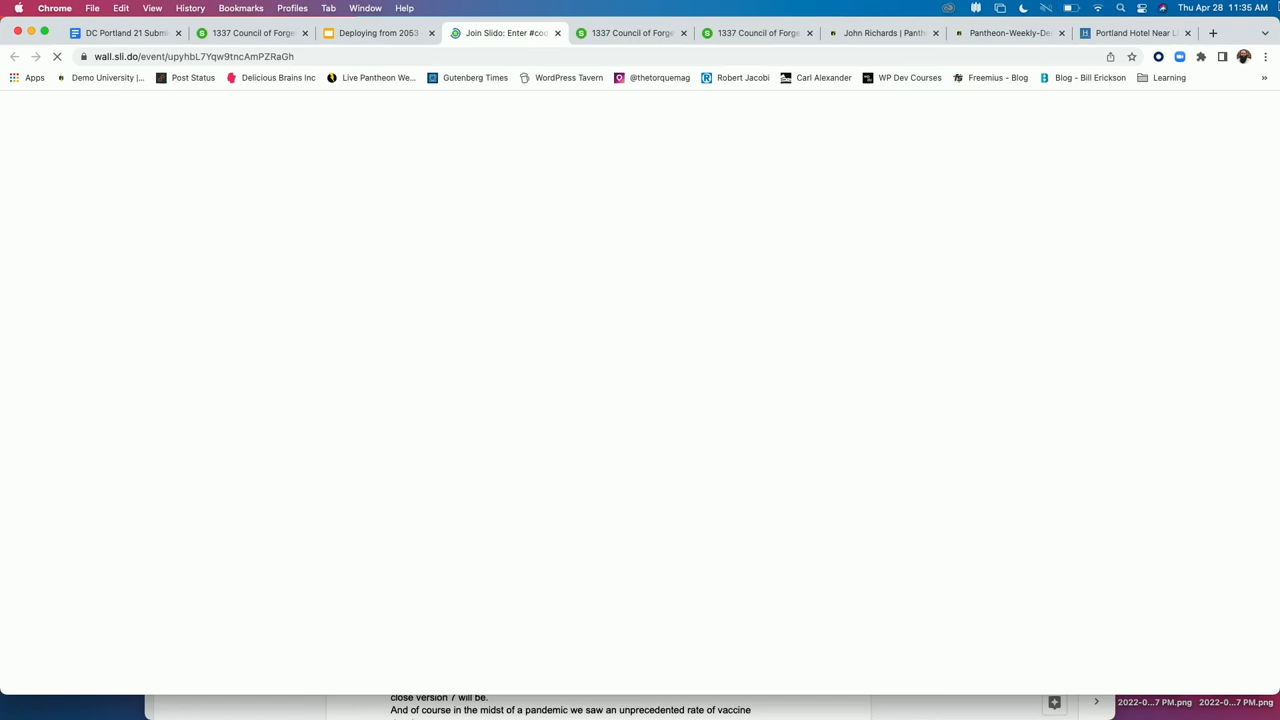 Chrome File Edit View History Bookmarks Profiles Tab Window Help Thu Apr 28 11:35 AM
DC Portland 21 Submi 1337 Council of Forge Deploying from 2053 Join Slido: Enter #cod 1337 Council of Forge 1337 Council of Forge John Richards | Panth Pantheon-Weekly-De Portland Hotel Near L
wall.sli.do/event/upyhbL7Yqw9tncAmPZRaGh
Apps Demo University |... Post Status Delicious Brains Inc Live Pantheon We... Gutenberg Times WordPress Tavern @thetorquemag Robert Jacobi Carl Alexander WP Dev Courses Freemius - Blog Blog - Bill Erickson Learning »
close version 7 will be.
And of course in the midst of a pandemic we saw an unprecedented rate of vaccine
2022-0...7 PM.png 2022-0...7 PM.png